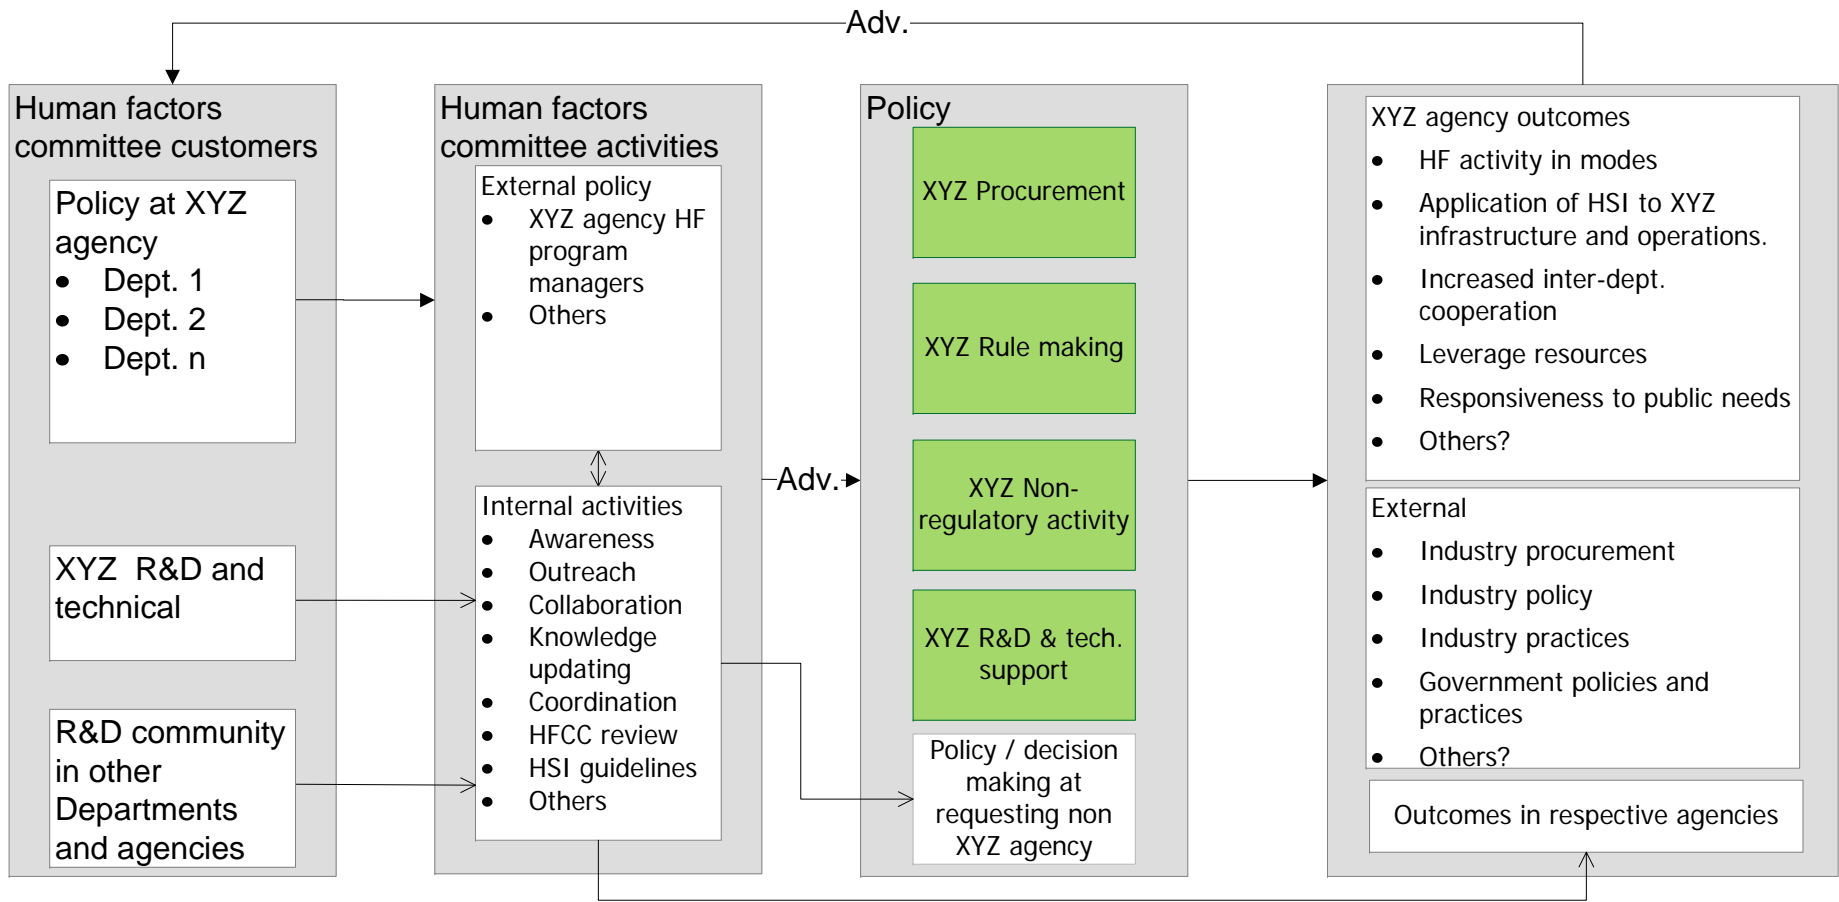 Adv.
Human factors
committee customers
Policy at XYZ
agency
• Dept. 1
• Dept. 2
• Dept. n
XYZ R&D and
technical
R&D community
in other
Departments
and agencies
Human factors
committee activities
External policy
• XYZ agency HF
program
managers
• Others
Internal activities
• Awareness
• Outreach
• Collaboration
• Knowledge
updating
• Coordination
• HFCC review
• HSI guidelines
• Others
Adv.
Policy
XYZ Procurement
XYZ Rule making
XYZ Non-
regulatory activity
XYZ R&D & tech.
support
Policy / decision
making at
requesting non
XYZ agency
XYZ agency outcomes
• HF activity in modes
• Application of HSI to XYZ
infrastructure and operations.
• Increased inter-dept.
cooperation
• Leverage resources
• Responsiveness to public needs
• Others?
External
• Industry procurement
• Industry policy
• Industry practices
• Government policies and
practices
• Others?
Outcomes in respective agencies